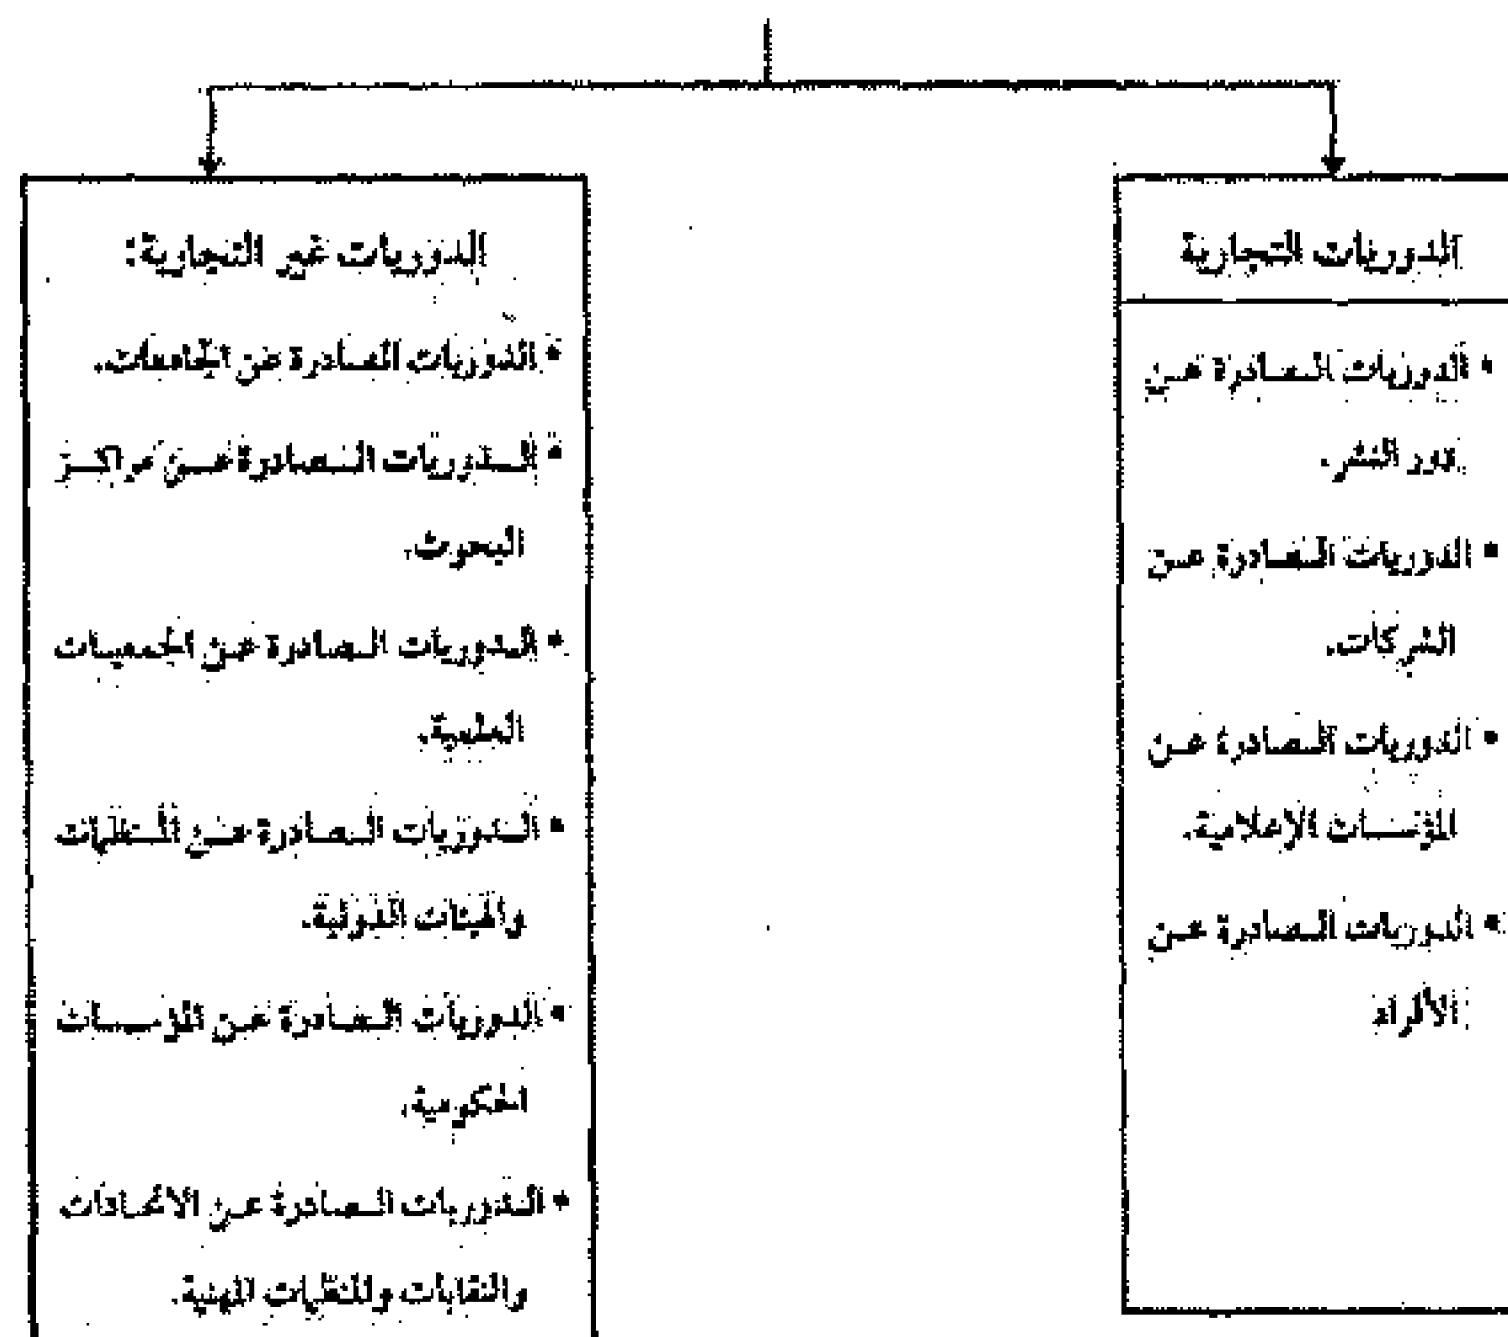 الدوريات التجارية
• الدوريات الصادرة عن
دور النشر.
• الدوريات الصادرة عن
الشركات.
• الدوريات الصادرة عن
المؤسسات الإعلامية.
• الدوريات الصادرة عن
الأفراد
الدوريات غير التجارية:
• الدوريات الصادرة عن الجامعات.
• الدوريات الصادرة عن مراكز
البحوث.
• الدوريات الصادرة عن الجمعيات
العلمية.
• الدوريات الصادرة عن المنظمات
والهيئات الدولية.
• الدوريات الصادرة عن المؤسسات
الحكومية.
• الدوريات الصادرة عن الاتحادات
والنقابات والمنظمات المهنية.